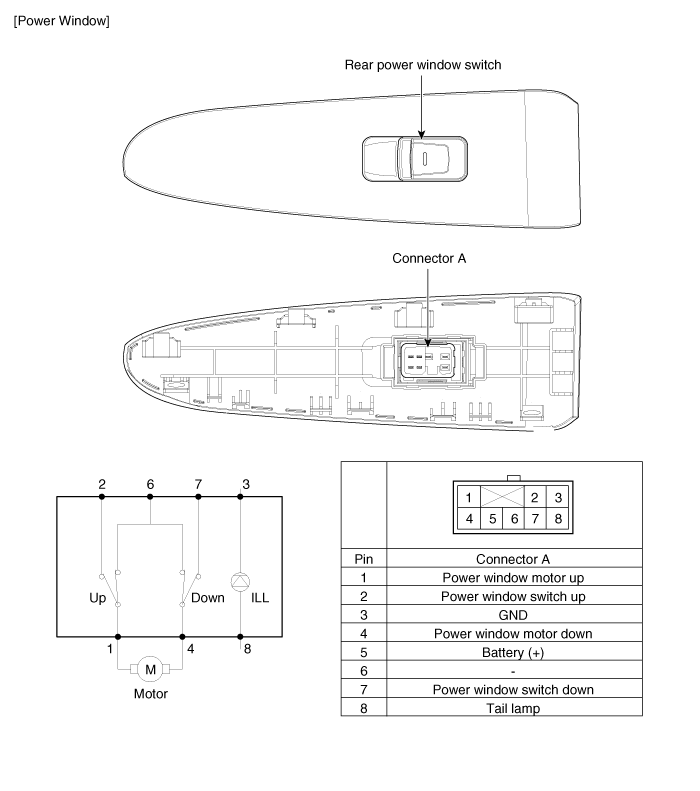 [Power Window]
Rear power window switch
Connector A
2 6 7 3
Up Down ILL
1 4 8
M
Motor
1 2 3
4 5 6 7 8
Pin Connector A
1 Power window motor up
2 Power window switch up
3 GND
4 Power window motor down
5 Battery (+)
6 -
7 Power window switch down
8 Tail lamp